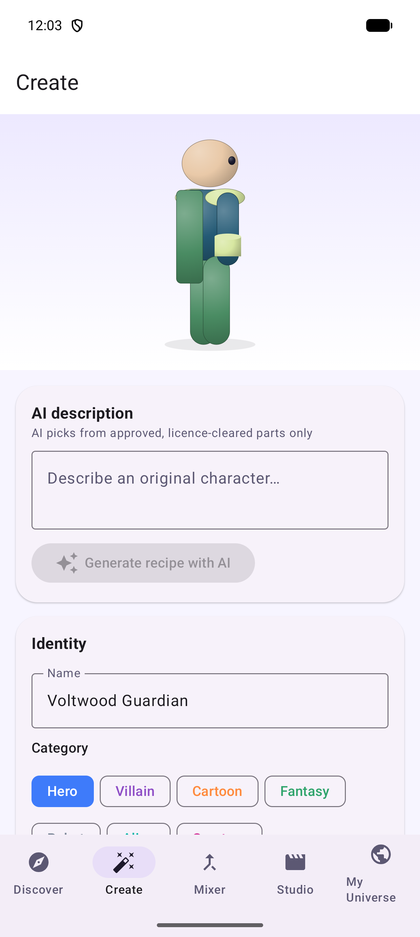 12:03
Create
AI description
AI picks from approved, licence-cleared parts only
Describe an original character…
Generate recipe with AI
Identity
Name
Voltwood Guardian
Category
Hero
Villain
Cartoon
Fantasy
Discover
Create
Mixer
Studio
My
Universe